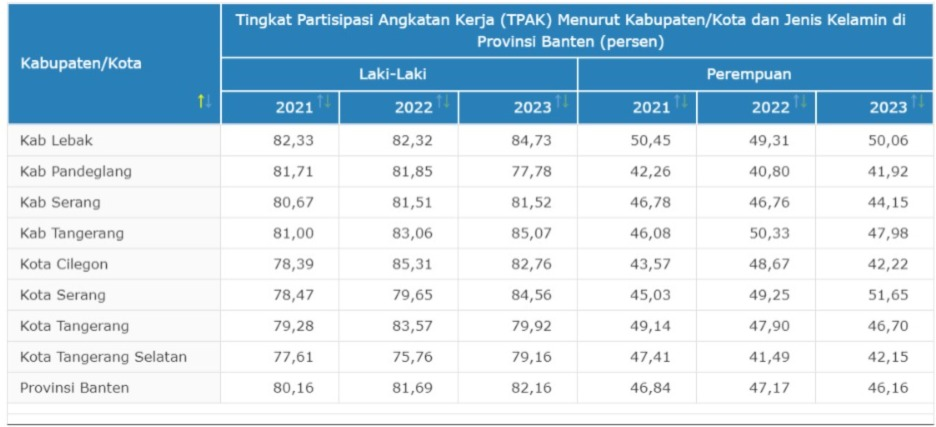 Kabupaten/Kota
Tingkat Partisipasi Angkatan Kerja (TPAK) Menurut Kabupaten/Kota dan Jenis Kelamin di
Provinsi Banten (persen)
Laki-Laki Perempuan
2021 2022 2023 2021 2022 2023
Kab Lebak 82,33 82,32 84,73 50,45 49,31 50,06
Kab Pandeglang 81,71 81,85 77,78 42,26 40,80 41,92
Kab Serang 80,67 81,51 81,52 46,78 46,76 44,15
Kab Tangerang 81,00 83,06 85,07 46,08 50,33 47,98
Kota Cilegon 78,39 85,31 82,76 43,57 48,67 42,22
Kota Serang 78,47 79,65 84,56 45,03 49,25 51,65
Kota Tangerang 79,28 83,57 79,92 49,14 47,90 46,70
Kota Tangerang Selatan 77,61 75,76 79,16 47,41 41,49 42,15
Provinsi Banten 80,16 81,69 82,16 46,84 47,17 46,16